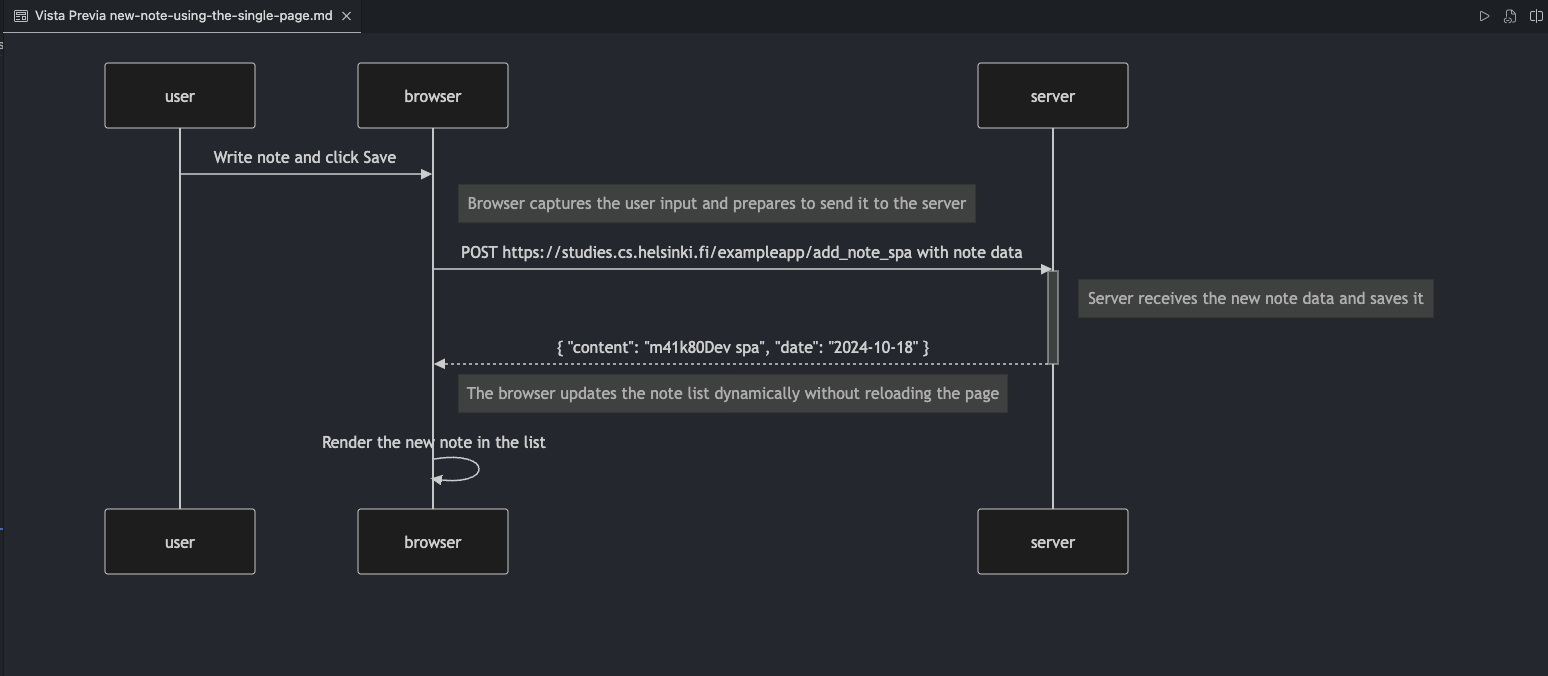 Vista Previa new-note-using-the-single-page.md
user
browser
server
Write note and click Save
Browser captures the user input and prepares to send it to the server
POST https://studies.cs.helsinki.fi/exampleapp/add_note_spa with note data
Server receives the new note data and saves it
{ "content": "m41k80Dev spa", "date": "2024-10-18" }
The browser updates the note list dynamically without reloading the page
Render the new note in the list
user
browser
server